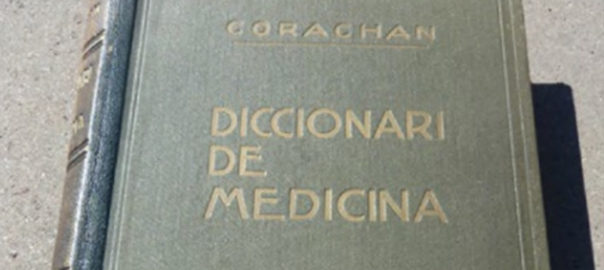 CORACHAN
DICCIONARI
DE
MEDICINA